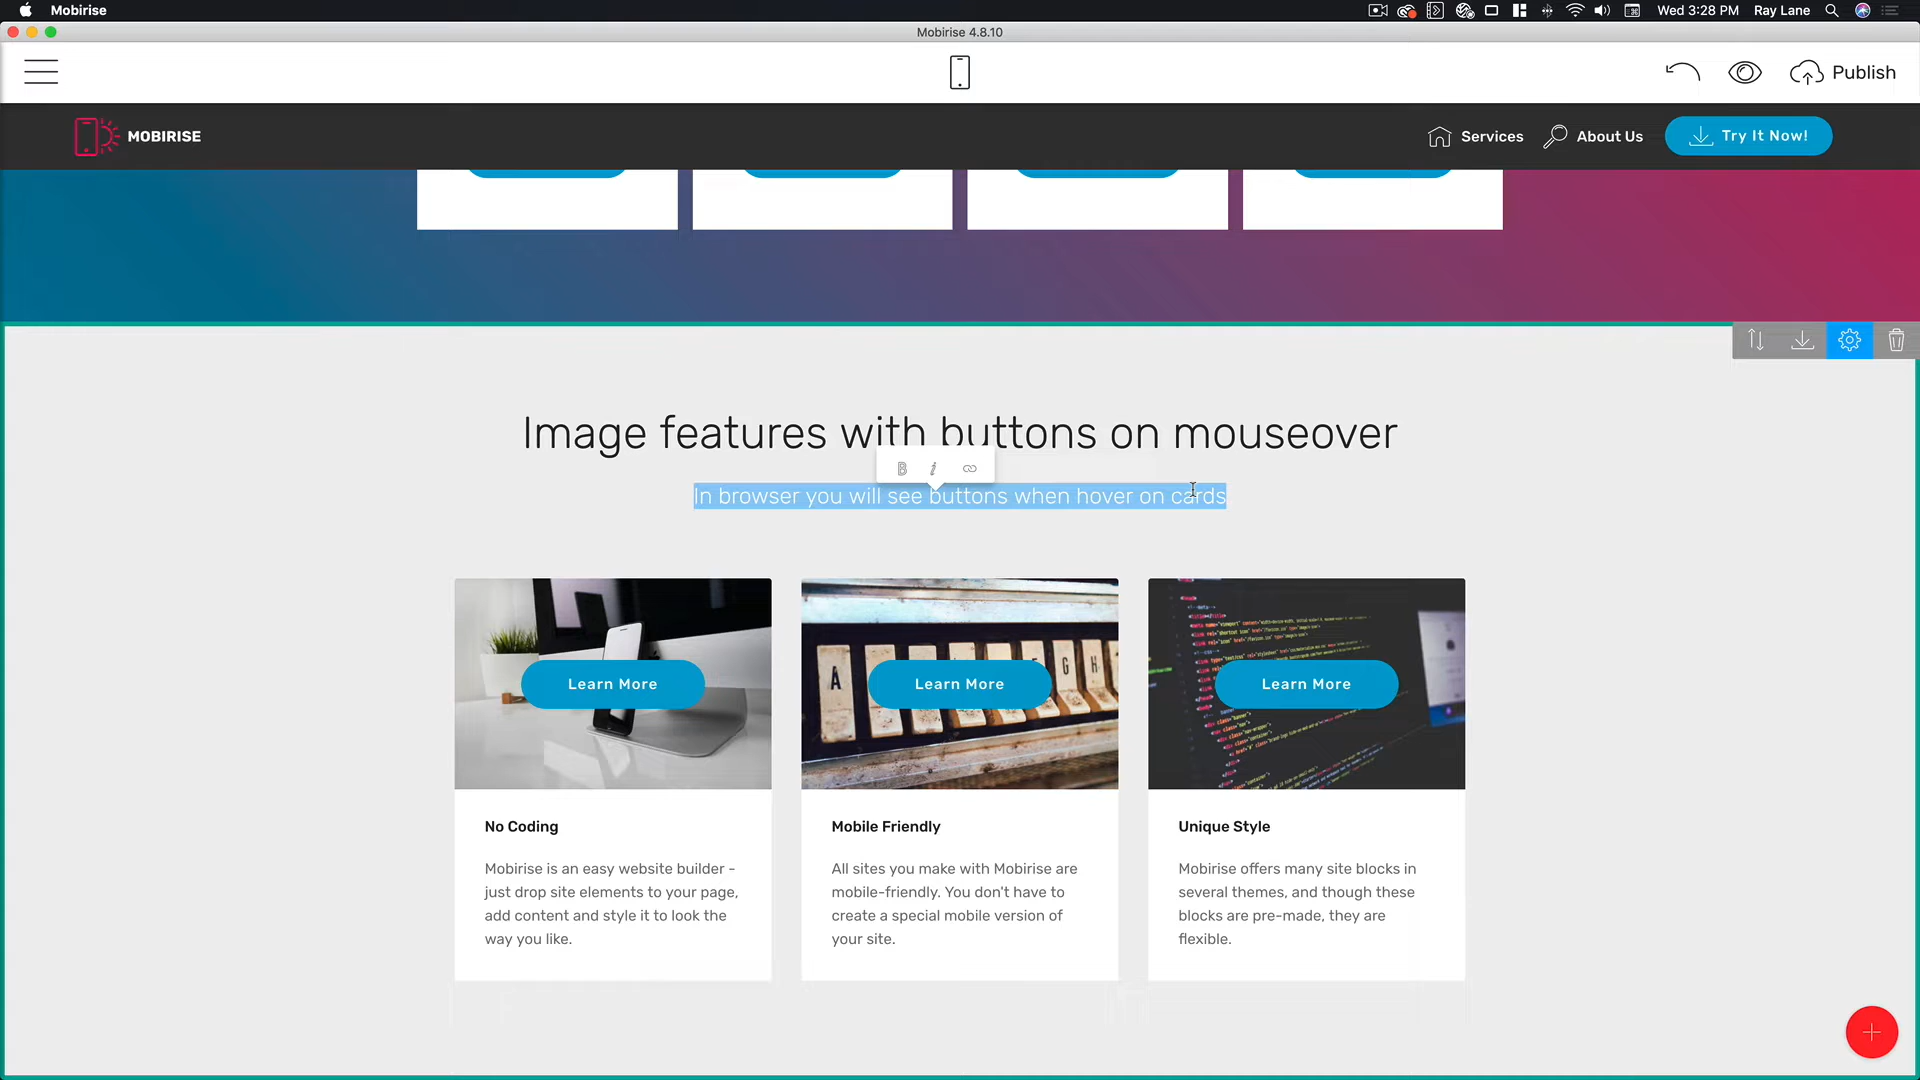 Mobirise
Wed 3:28 PM
Ray Lane
Mobirise 4.8.10
Publish
MOBIRISE
Services
About Us
Try It Now!
Image features with buttons on mouseover
B i
In browser you will see buttons when hover on cards
Learn More
Learn More
Learn More
No Coding
Mobirise is an easy website builder -
just drop site elements to your page,
add content and style it to look the
way you like.
Mobile Friendly
All sites you make with Mobirise are
mobile-friendly. You don't have to
create a special mobile version of
your site.
Unique Style
Mobirise offers many site blocks in
several themes, and though these
blocks are pre-made, they are
flexible.